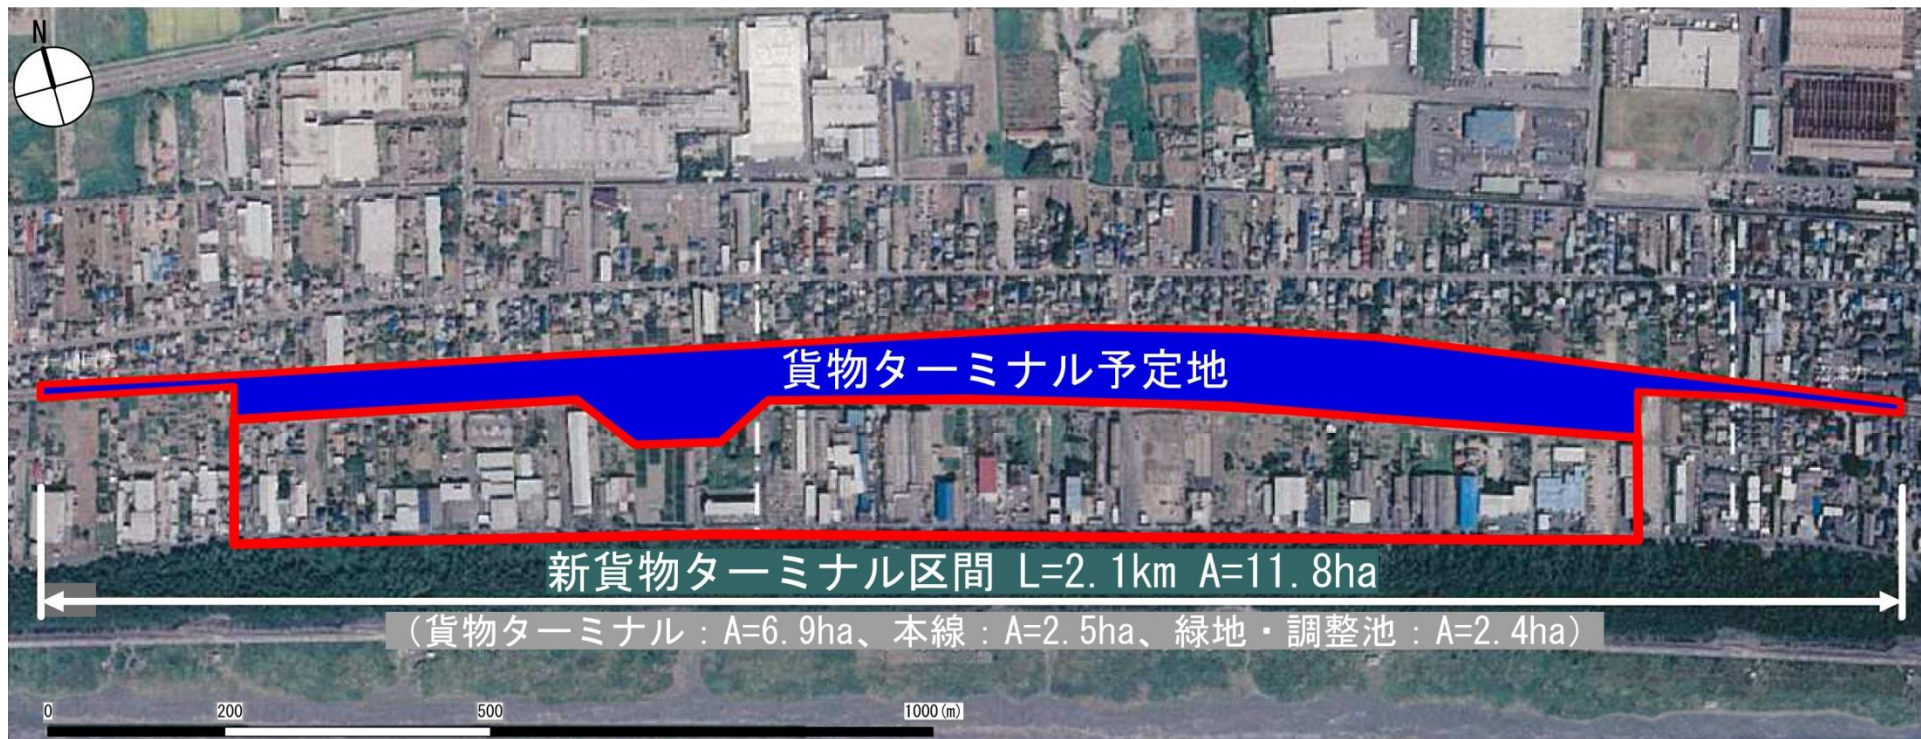 N
貨物ターミナル予定地
新貨物ターミナル区間 L=2.1km A=11.8ha
（貨物ターミナル：A=6.9ha、本線：A=2.5ha、緑地・調整池：A=2.4ha）
0 200 500 1000(m)